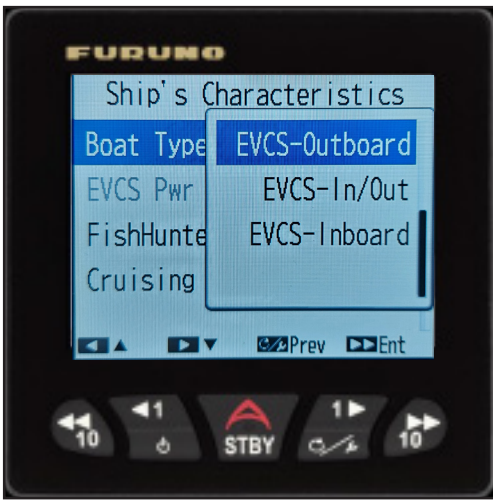 FURUNO
Ship's Characteristics
Boat Type EVCS-Outboard
EVCS Pwr EVCS-In/Out
FishHunte EVCS-Inboard
Cruising
Prev Ent
10 1 STBY 1 10